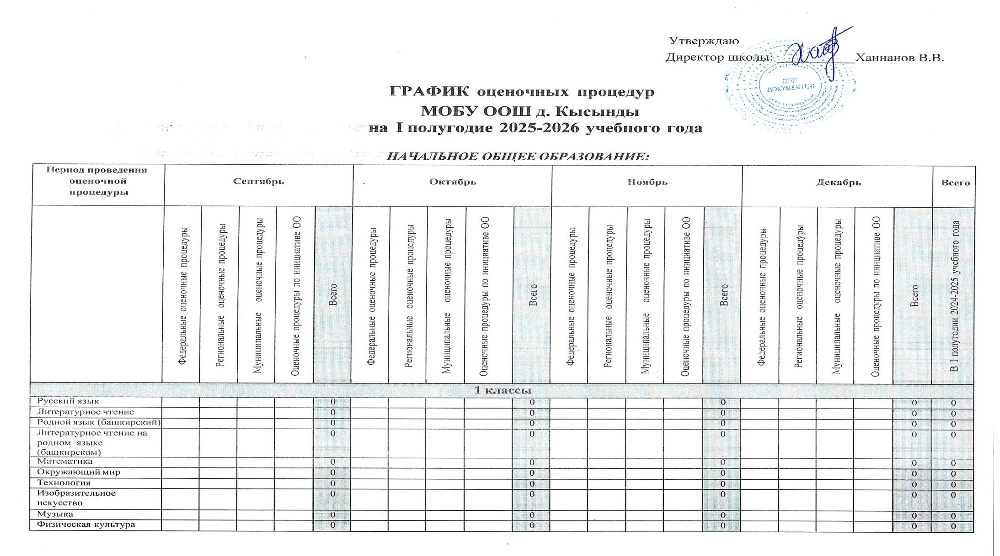 Утверждаю
Директор школы: ____________Ханнанов В.В.
ДЛЯ
ДОКУМЕНТОВ
ГРАФИК оценочных процедур
МОБУ ООШ д. Кысынды
на I полугодие 2025-2026 учебного года
НАЧАЛЬНОЕ ОБЩЕЕ ОБРАЗОВАНИЕ:
Период проведения
оценочной
процедуры
Сентябрь
Октябрь
Ноябрь
Декабрь
Всего
Федеральные оценочные процедуры
Региональные оценочные процедуры
Муниципальные оценочные процедуры
Оценочные процедуры по инициативе ОО
Всего
Федеральные оценочные процедуры
Региональные оценочные процедуры
Муниципальные оценочные процедуры
Оценочные процедуры по инициативе ОО
Всего
Федеральные оценочные процедуры
Региональные оценочные процедуры
Муниципальные оценочные процедуры
Оценочные процедуры по инициативе ОО
Всего
Федеральные оценочные процедуры
Региональные оценочные процедуры
Муниципальные оценочные процедуры
Оценочные процедуры по инициативе ОО
Всего
В I полугодии 2024-2025 учебного года
1 классы
Русский язык 0 0 0 0 0
Литературное чтение 0 0 0 0 0
Родной язык (башкирский) 0 0 0 0 0
Литературное чтение на 0 0 0 0 0
родном языке
(башкирском)
Математика 0 0 0 0 0
Окружающий мир 0 0 0 0 0
Технология 0 0 0 0 0
Изобразительное 0 0 0 0 0
искусство
Музыка 0 0 0 0 0
Физическая культура 0 0 0 0 0